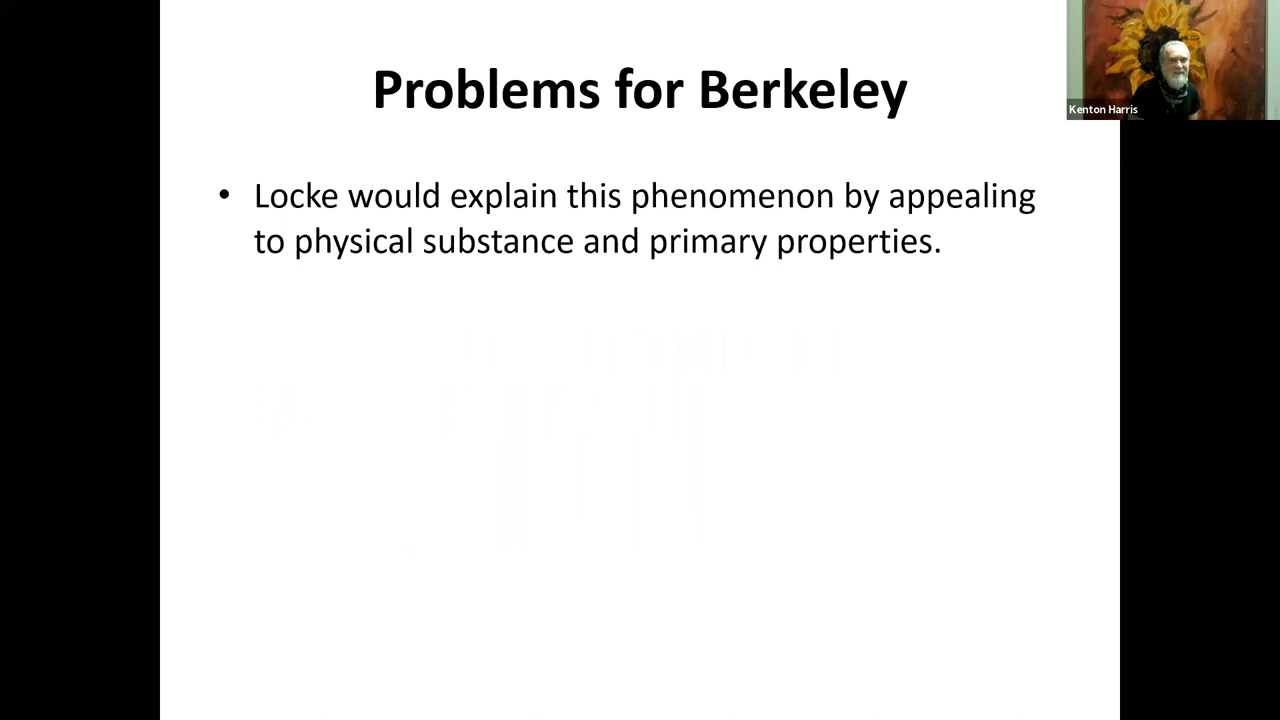 Problems for Berkeley
Kenton Harris
• Locke would explain this phenomenon by appealing
to physical substance and primary properties.